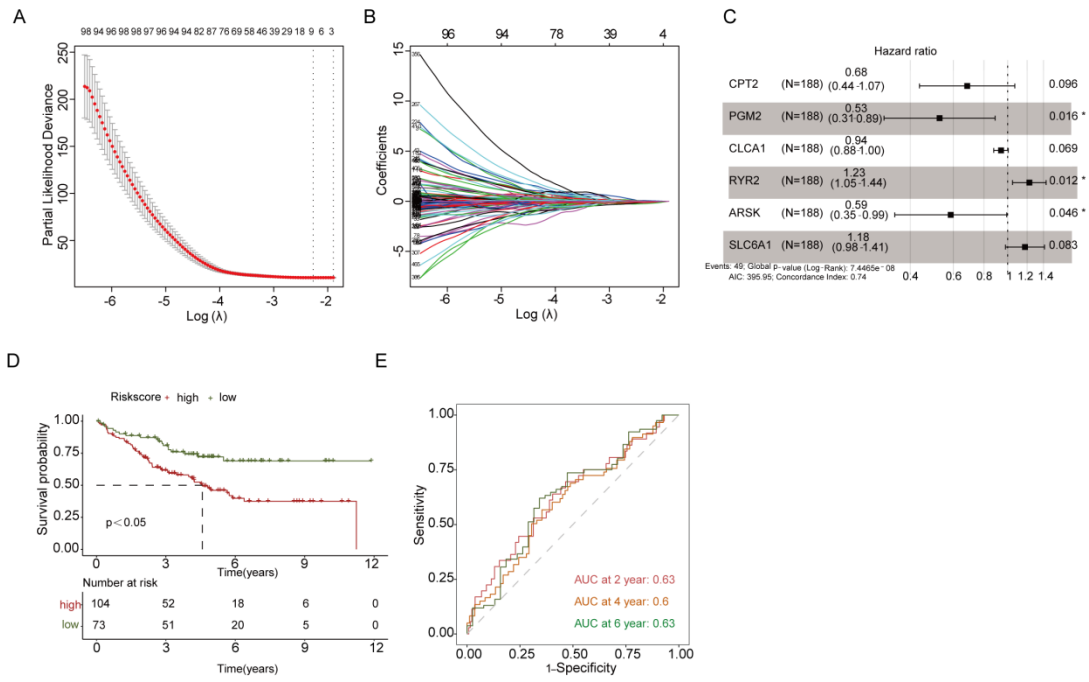 A
98 94 96 98 98 97 96 94 94 82 87 76 69 58 46 39 29 18 9 6 3
250
200
150
100
50
Partial Likelihood Deviance
-6 -5 -4 -3 -2
Log (λ)
B
96 94 78 39 4
15
10
5
0
-5
Coefficients
-6 -5 -4 -3 -2
Log (λ)
C
Hazard ratio
CPT2 (N=188) 0.68 (0.44-1.07) 0.096
PGM2 (N=188) 0.53 (0.31-0.89) 0.016 *
CLCA1 (N=188) 0.94 (0.88-1.00) 0.069
RYR2 (N=188) 1.23 (1.05-1.44) 0.012 *
ARSK (N=188) 0.59 (0.35-0.99) 0.046 *
SLC6A1 (N=188) 1.18 (0.98-1.41) 0.083
Events: 49; Global p-value (Log-Rank): 7.4465e-08
AIC: 395.95; Concordance Index: 0.74
0.4 0.6 0.8 1 1.2 1.4
D
Riskscore high low
1.00
0.75
0.50
0.25
0.00
Survival probability
p<0.05
0 3 6 9 12
Time(years)
Number at risk
high 104 52 18 6 0
low 73 51 20 5 0
0 3 6 9 12
Time(years)
E
1.00
0.75
0.50
0.25
0.00
Sensitivity
AUC at 2 year: 0.63
AUC at 4 year: 0.6
AUC at 6 year: 0.63
0.00 0.25 0.50 0.75 1.00
1-Specificity